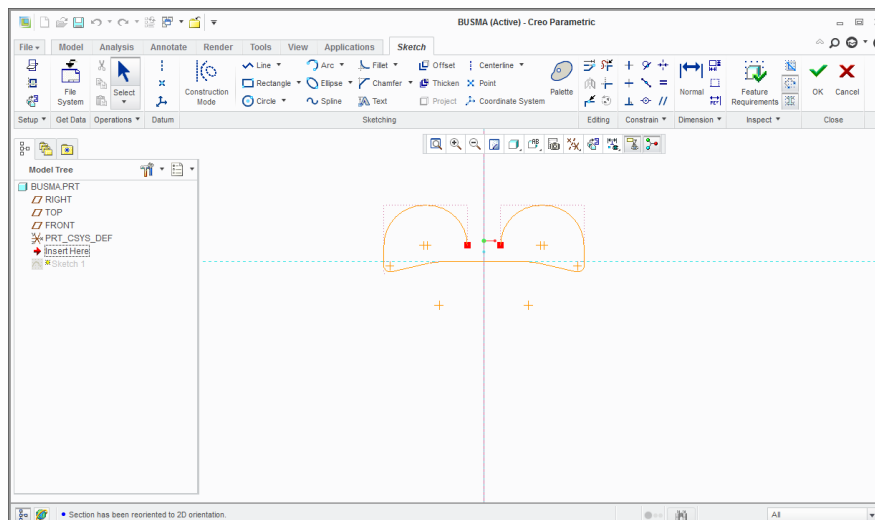 BUSMA (Active) - Creo Parametric
File Model Analysis Annotate Render Tools View Applications Sketch
File System
Select
Construction Mode
Line Arc Fillet Offset Centerline
Rectangle Ellipse Chamfer Thicken Point
Circle Spline Text Project Coordinate System
Palette
Normal
Feature Requirements
OK Cancel
Setup Get Data Operations Datum Sketching Editing Constrain Dimension Inspect Close
Model Tree
BUSMA.PRT
RIGHT
TOP
FRONT
PRT_CSYS_DEF
Insert Here
Sketch 1
Section has been reoriented to 2D orientation.
All